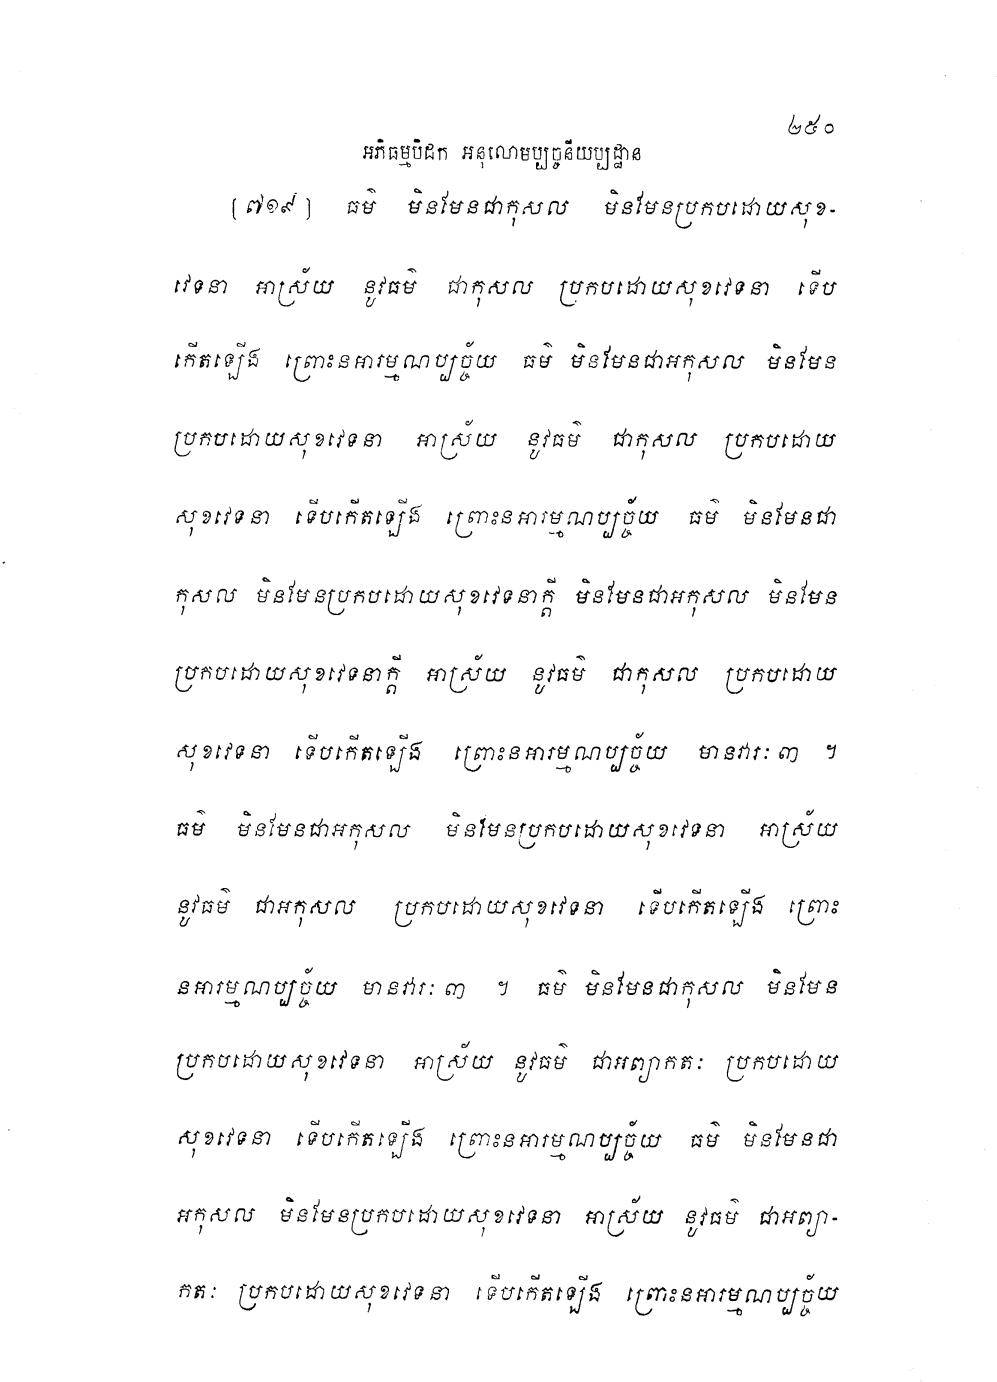 ២៥០
អភិធម្មបិដក អនុលោមប្បច្ចនីយប្បដ្ឋាន
[៧១៩] ធម៌ មិនមែនជាកុសល មិនមែនប្រកបដោយសុខ-
វេទនា អាស្រ័យ នូវធម៌ ជាកុសល ប្រកបដោយសុខវេទនា ទើប
កើតឡើង ព្រោះនអារម្មណប្បច្ច័យ ធម៌ មិនមែនជាអកុសល មិនមែន
ប្រកបដោយសុខវេទនា អាស្រ័យ នូវធម៌ ជាកុសល ប្រកបដោយ
សុខវេទនា ទើបកើតឡើង ព្រោះនអារម្មណប្បច្ច័យ ធម៌ មិនមែនជា
កុសល មិនមែនប្រកបដោយសុខវេទនាក្តី មិនមែនជាអកុសល មិនមែន
ប្រកបដោយសុខវេទនាក្តី អាស្រ័យ នូវធម៌ ជាកុសល ប្រកបដោយ
សុខវេទនា ទើបកើតឡើង ព្រោះនអារម្មណប្បច្ច័យ មានវារៈ ៣ ។
ធម៌ មិនមែនជាអកុសល មិនមែនប្រកបដោយសុខវេទនា អាស្រ័យ
នូវធម៌ ជាអកុសល ប្រកបដោយសុខវេទនា ទើបកើតឡើង ព្រោះ
នអារម្មណប្បច្ច័យ មានវារៈ ៣ ។ ធម៌ មិនមែនជាកុសល មិនមែន
ប្រកបដោយសុខវេទនា អាស្រ័យ នូវធម៌ ជាអព្យាកតៈ ប្រកបដោយ
សុខវេទនា ទើបកើតឡើង ព្រោះនអារម្មណប្បច្ច័យ ធម៌ មិនមែនជា
អកុសល មិនមែនប្រកបដោយសុខវេទនា អាស្រ័យ នូវធម៌ ជាអព្យា-
កតៈ ប្រកបដោយសុខវេទនា ទើបកើតឡើង ព្រោះនអារម្មណប្បច្ច័យ